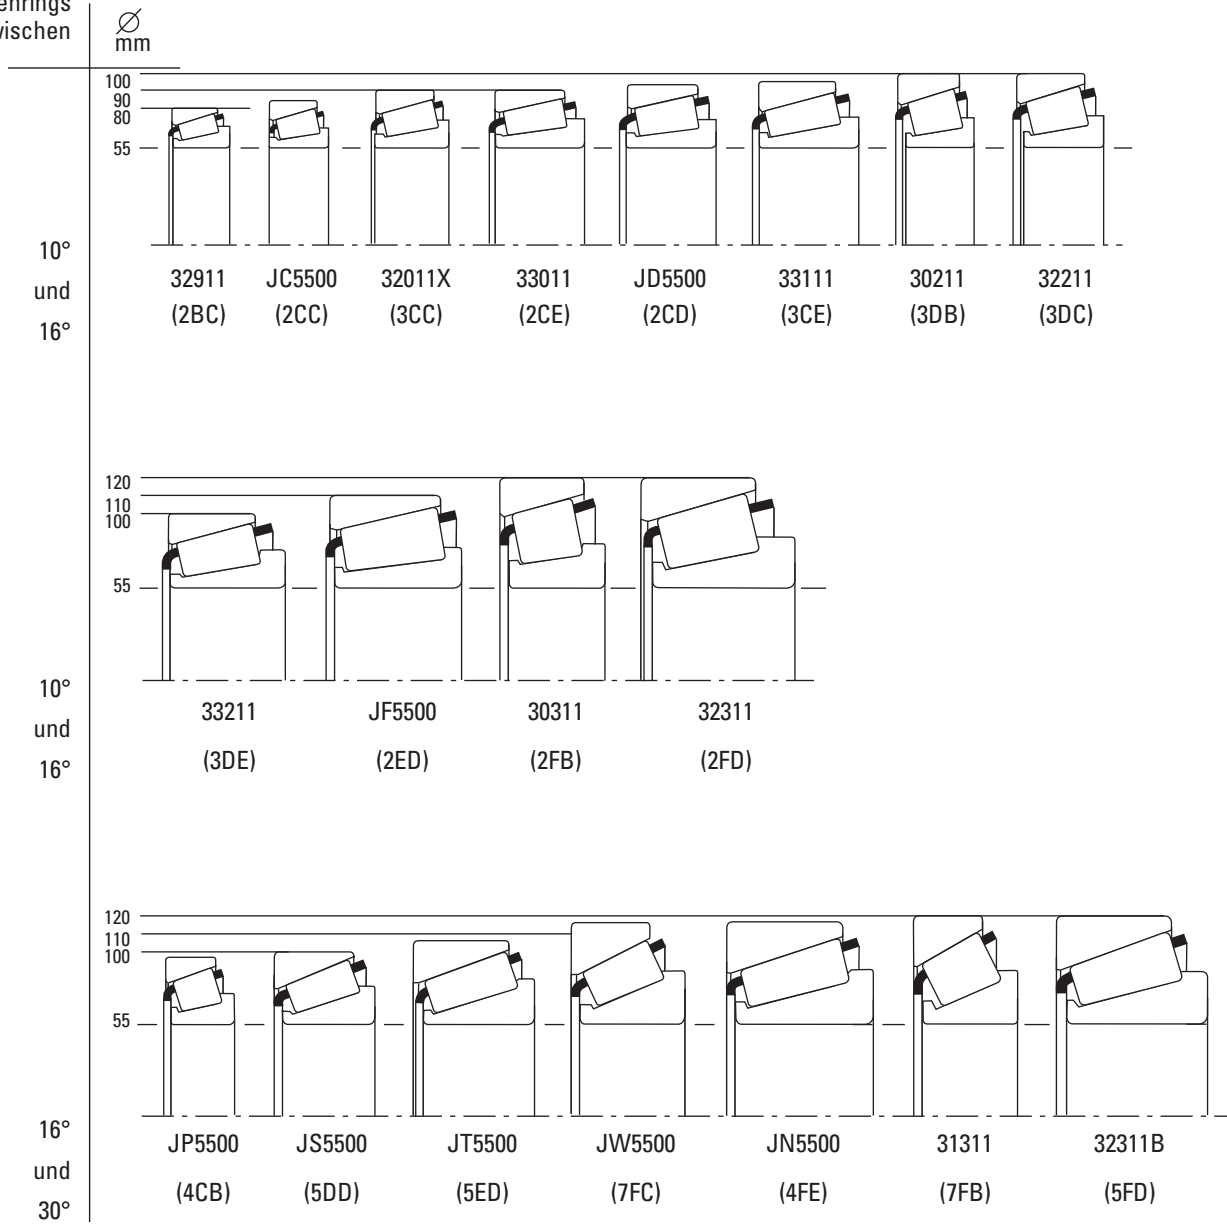 wischen
Ø
mm
100
90
80
55
10°
und
16°
32911 JC5500 32011X 33011 JD5500 33111 30211 32211
(2BC) (2CC) (3CC) (2CE) (2CD) (3CE) (3DB) (3DC)
120
110
100
55
10°
und
16°
33211 JF5500 30311 32311
(3DE) (2ED) (2FB) (2FD)
120
110
100
55
16°
und
30°
JP5500 JS5500 JT5500 JW5500 JN5500 31311 32311B
(4CB) (5DD) (5ED) (7FC) (4FE) (7FB) (5FD)